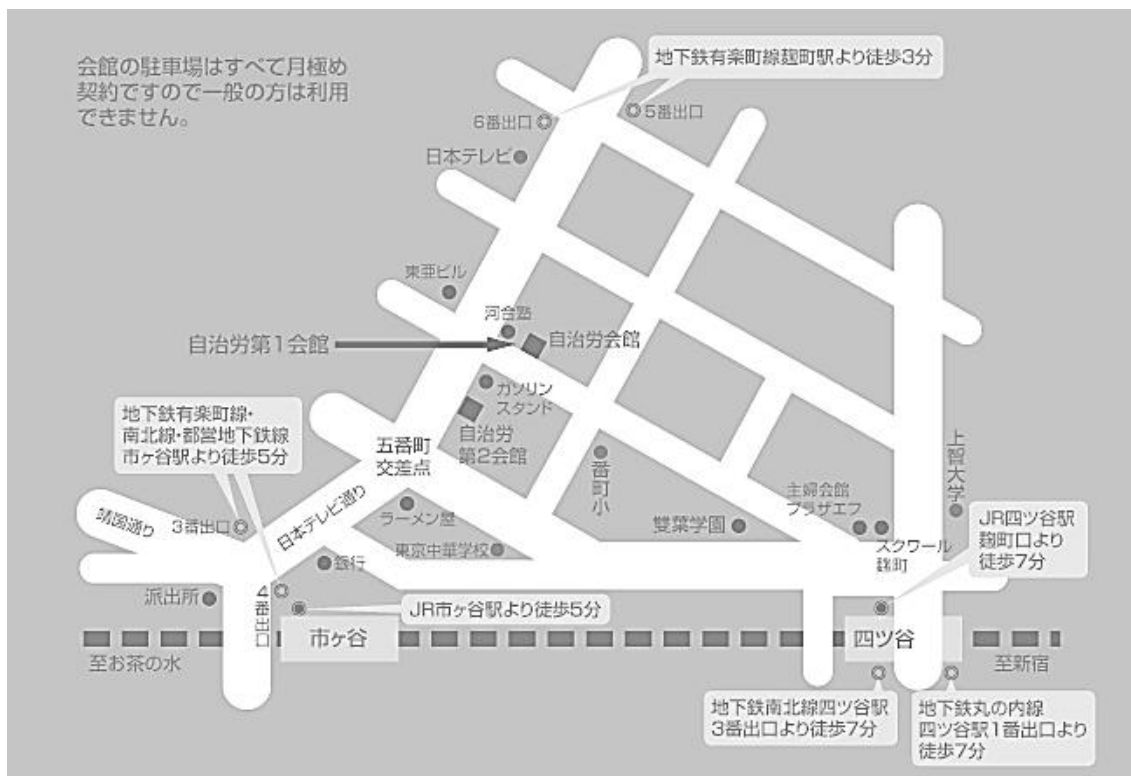 会館の駐車場はすべて月極め
契約ですので一般の方は利用
できません。
地下鉄有楽町線麹町駅より徒歩3分
6番出口
5番出口
日本テレビ
東亜ビル
河合塾
自治労第1会館
自治労会館
ガソリン
スタンド
自治労
第2会館
地下鉄有楽町線・
南北線・都営地下鉄線
市ヶ谷駅より徒歩5分
五番町
交差点
番町小
上智大学
主婦会館
プラザエフ
靖国通り
3番出口
日本テレビ通り
ラーメン屋
東京中華学校
雙葉学園
スクワール
麹町
JR四ツ谷駅
麹町口より
徒歩7分
銀行
派出所
4番出口
JR市ヶ谷駅より徒歩5分
市ヶ谷
四ツ谷
至お茶の水
至新宿
地下鉄南北線四ツ谷駅
3番出口より徒歩7分
地下鉄丸の内線
四ツ谷駅1番出口より
徒歩7分